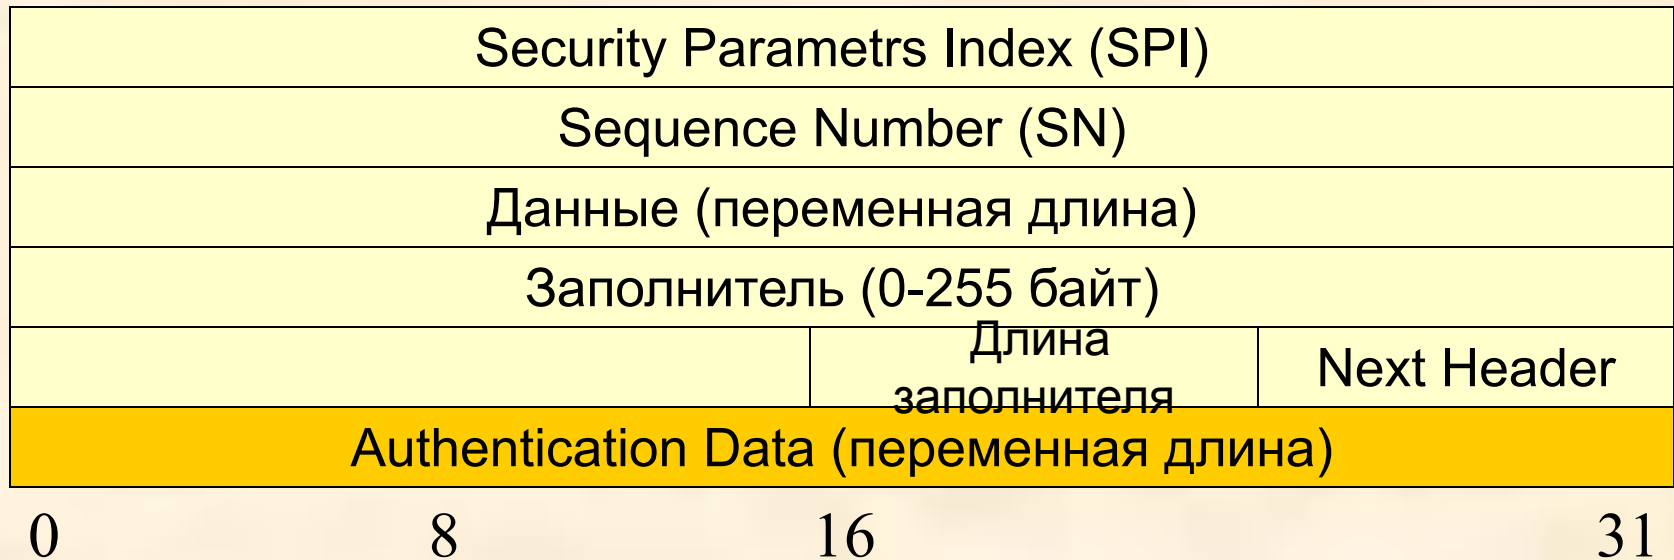 Security Parametrs Index (SPI)
Sequence Number (SN)
Данные (переменная длина)
Заполнитель (0-255 байт)
Длина
заполнителя
Next Header
Authentication Data (переменная длина)
0 8 16 31